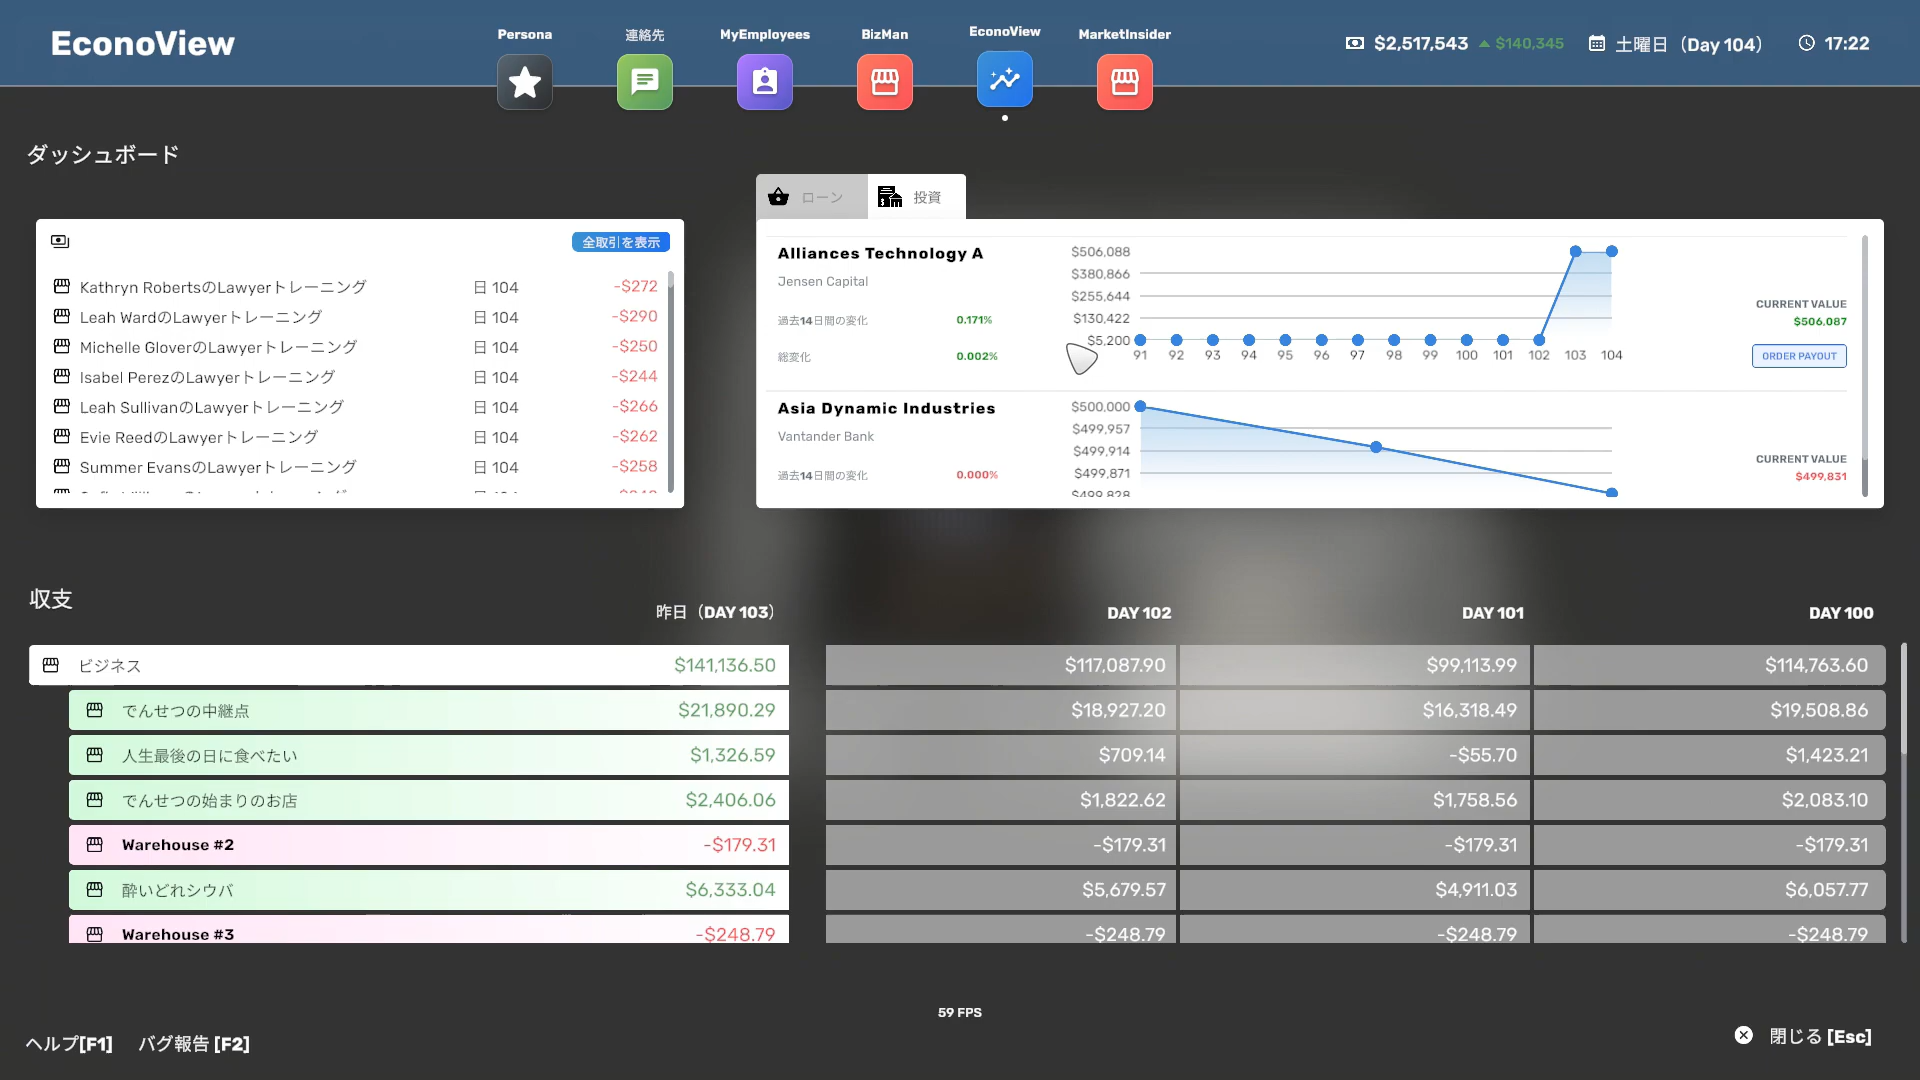 EconoView
Persona
連絡先
MyEmployees
BizMan
EconoView
MarketInsider
$2,517,543 ▲ $140,345
土曜日（Day 104）
17:22
ダッシュボード
ローン
投資
全取引を表示
Kathryn RobertsのLawyerトレーニング 日 104 -$272
Leah WardのLawyerトレーニング 日 104 -$290
Michelle GloverのLawyerトレーニング 日 104 -$250
Isabel PerezのLawyerトレーニング 日 104 -$244
Leah SullivanのLawyerトレーニング 日 104 -$266
Evie ReedのLawyerトレーニング 日 104 -$262
Summer EvansのLawyerトレーニング 日 104 -$258
Alliances Technology A
Jensen Capital
過去14日間の変化 0.171%
総変化 0.002%
$506,088
$380,866
$255,644
$130,422
$5,200
91 92 93 94 95 96 97 98 99 100 101 102 103 104
CURRENT VALUE
$506,087
ORDER PAYOUT
Asia Dynamic Industries
Vantander Bank
過去14日間の変化 0.000%
$500,000
$499,957
$499,914
$499,871
$499,828
CURRENT VALUE
$499,831
収支
昨日（DAY 103） DAY 102 DAY 101 DAY 100
ビジネス $141,136.50 $117,087.90 $99,113.99 $114,763.60
でんせつの中継点 $21,890.29 $18,927.20 $16,318.49 $19,508.86
人生最後の日に食べたい $1,326.59 $709.14 -$55.70 $1,423.21
でんせつの始まりのお店 $2,406.06 $1,822.62 $1,758.56 $2,083.10
Warehouse #2 -$179.31 -$179.31 -$179.31 -$179.31
酔いどれシウバ $6,333.04 $5,679.57 $4,911.03 $6,057.77
Warehouse #3 -$248.79 -$248.79 -$248.79 -$248.79
59 FPS
ヘルプ[F1] バグ報告 [F2]
閉じる [Esc]